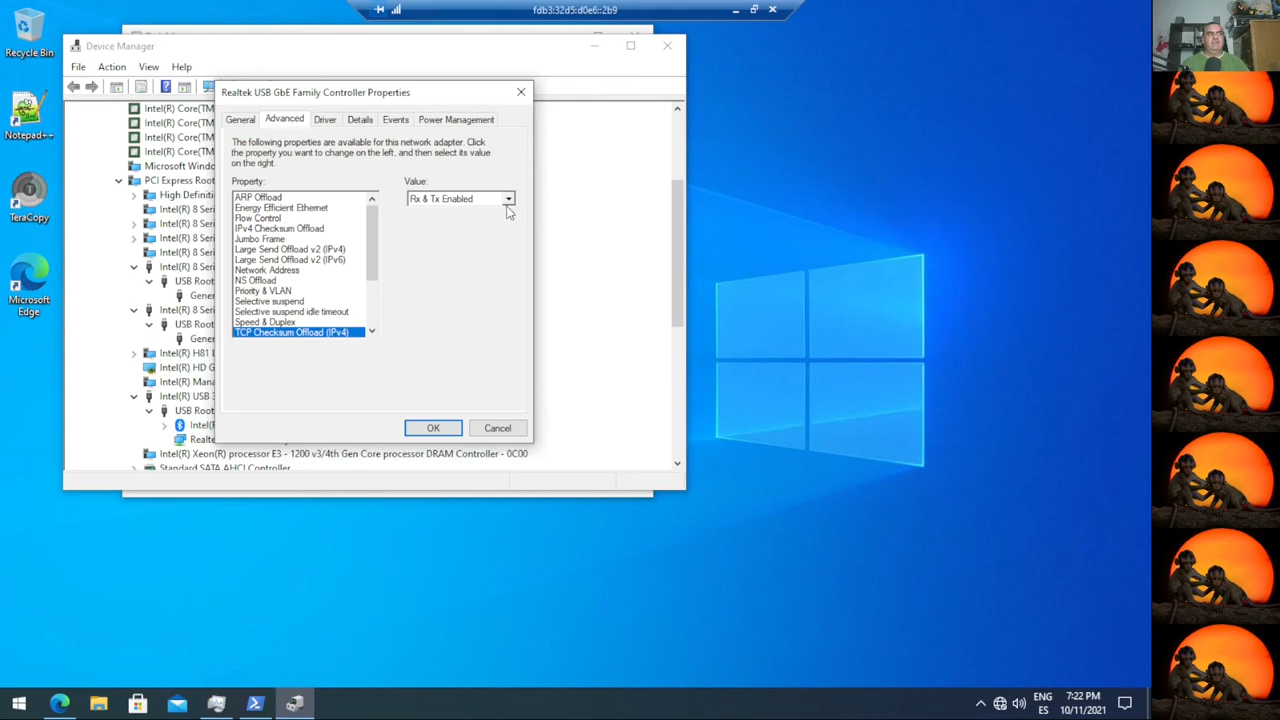 fdb3:32d5:d0e6::2b9
Recycle Bin
Notepad++
TeraCopy
Microsoft
Edge
Device Manager
File Action View Help
Intel(R) Core(TM
Intel(R) Core(TM
Intel(R) Core(TM
Intel(R) Core(TM
Microsoft Windo
PCI Express Root
High Definiti
Intel(R) 8 Seri
Intel(R) 8 Seri
Intel(R) 8 Seri
Intel(R) 8 Seri
Intel(R) 8 Seri
USB Root
Gener
Intel(R) 8 Seri
USB Root
Gener
Intel(R) H81 L
Intel(R) HD G
Intel(R) Mana
Intel(R) USB 3
USB Root
Intel(
Realte
Intel(R) Xeon(R) processor E3 - 1200 v3/4th Gen Core processor DRAM Controller - 0C00
Standard SATA AHCI Controller
Realtek USB GbE Family Controller Properties
General Advanced Driver Details Events Power Management
The following properties are available for this network adapter. Click
the property you want to change on the left, and then select its value
on the right.
Property:
ARP Offload
Energy Efficient Ethernet
Flow Control
IPv4 Checksum Offload
Jumbo Frame
Large Send Offload v2 (IPv4)
Large Send Offload v2 (IPv6)
Network Address
NS Offload
Priority & VLAN
Selective suspend
Selective suspend idle timeout
Speed & Duplex
TCP Checksum Offload (IPv4)
Value:
Rx & Tx Enabled
OK Cancel
ENG
ES
7:22 PM
10/11/2021